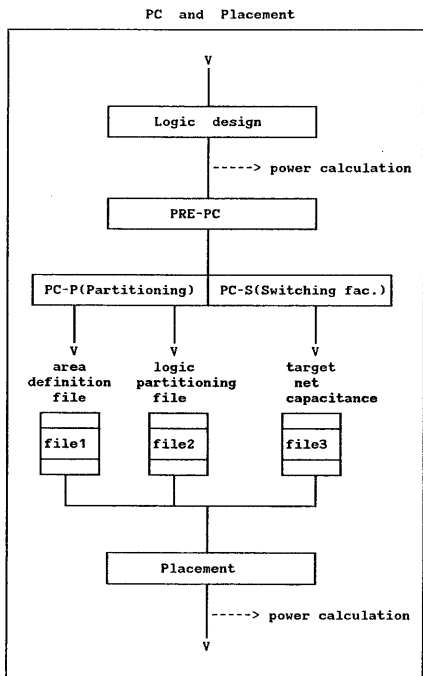 PC and Placement
V
Logic design
-----> power calculation
PRE-PC
PC-P(Partitioning)
PC-S(Switching fac.)
V
V
V
area
definition
file
logic
partitioning
file
target
net
capacitance
file1
file2
file3
Placement
-----> power calculation
V